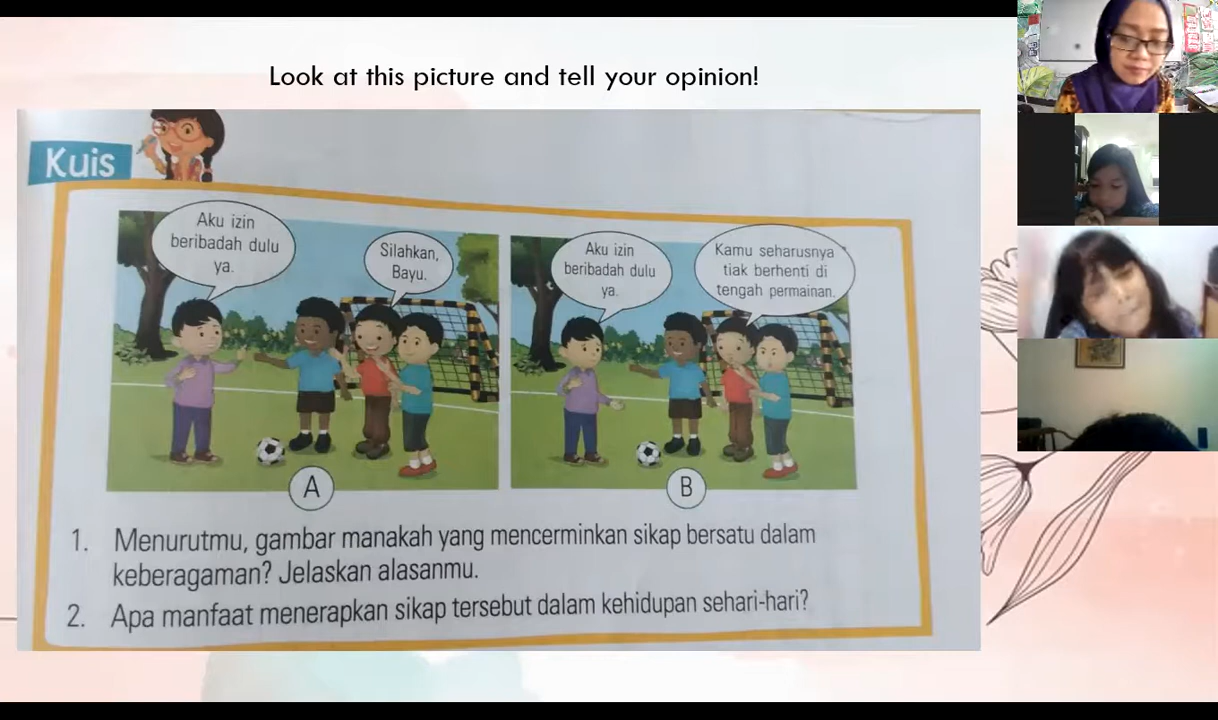 Look at this picture and tell your opinion!
Kuis
Aku izin
beribadah dulu
ya.
Silahkan,
Bayu.
A
Aku izin
beribadah dulu
ya.
Kamu seharusnya
tiak berhenti di
tengah permainan.
B
1. Menurutmu, gambar manakah yang mencerminkan sikap bersatu dalam
keberagaman? Jelaskan alasanmu.
2. Apa manfaat menerapkan sikap tersebut dalam kehidupan sehari-hari?